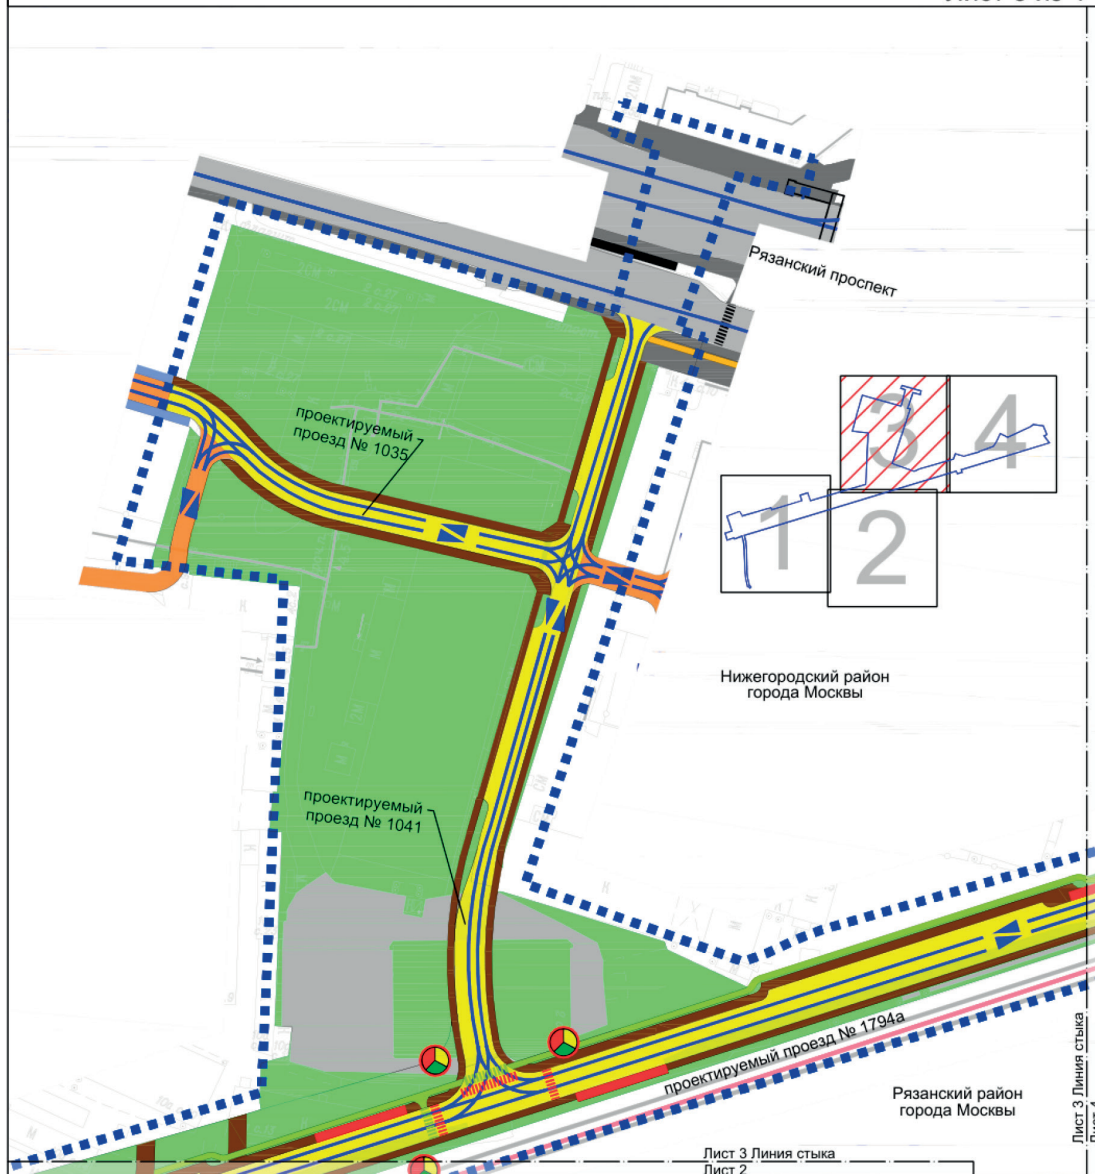 Рязанский проспект
проектируемый
проезд № 1035
3
4
1
2
Нижегородский район
города Москвы
проектируемый
проезд № 1041
проектируемый проезд № 1794а
Рязанский район
города Москвы
Лист 3 Линия стыка
Лист 3 Линия стыка
Лист 2